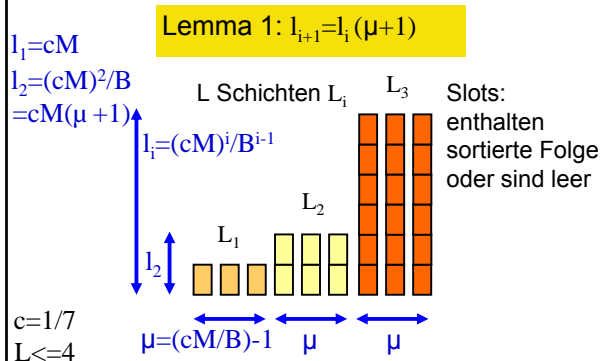 Lemma 1: lᵢ₊₁=lᵢ(μ+1)
l₁=cM
l₂=(cM)²/B
=cM(μ +1)
L Schichten Lᵢ
lᵢ=(cM)ⁱ/Bⁱ⁻¹
L₃
Slots:
enthalten
sortierte Folge
oder sind leer
L₂
L₁
l₂
c=1/7
L<=4
μ=(cM/B)-1
μ
μ